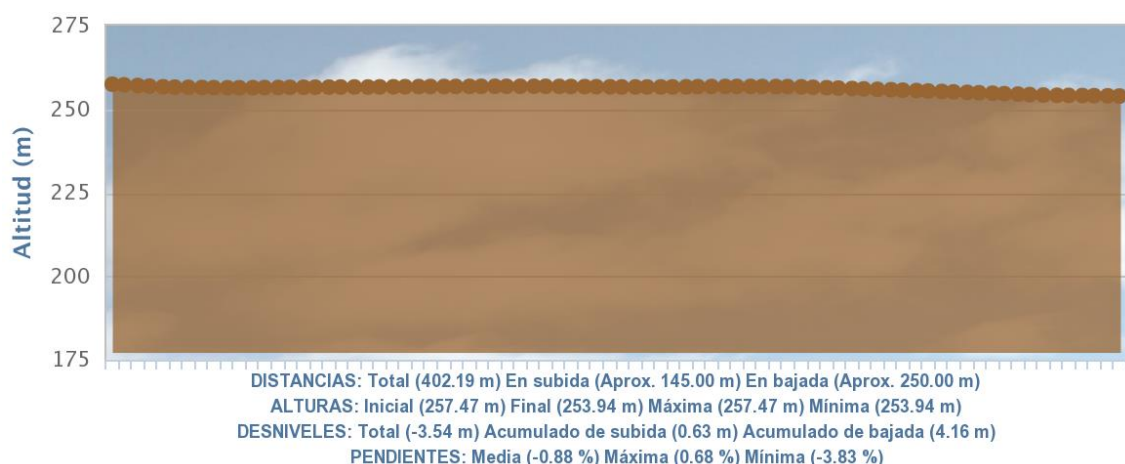 275
250
225
200
175
Altitud (m)
DISTANCIAS: Total (402.19 m) En subida (Aprox. 145.00 m) En bajada (Aprox. 250.00 m)
ALTURAS: Inicial (257.47 m) Final (253.94 m) Máxima (257.47 m) Mínima (253.94 m)
DESNIVELES: Total (-3.54 m) Acumulado de subida (0.63 m) Acumulado de bajada (4.16 m)
PENDIENTES: Media (-0.88 %) Máxima (0.68 %) Mínima (-3.83 %)